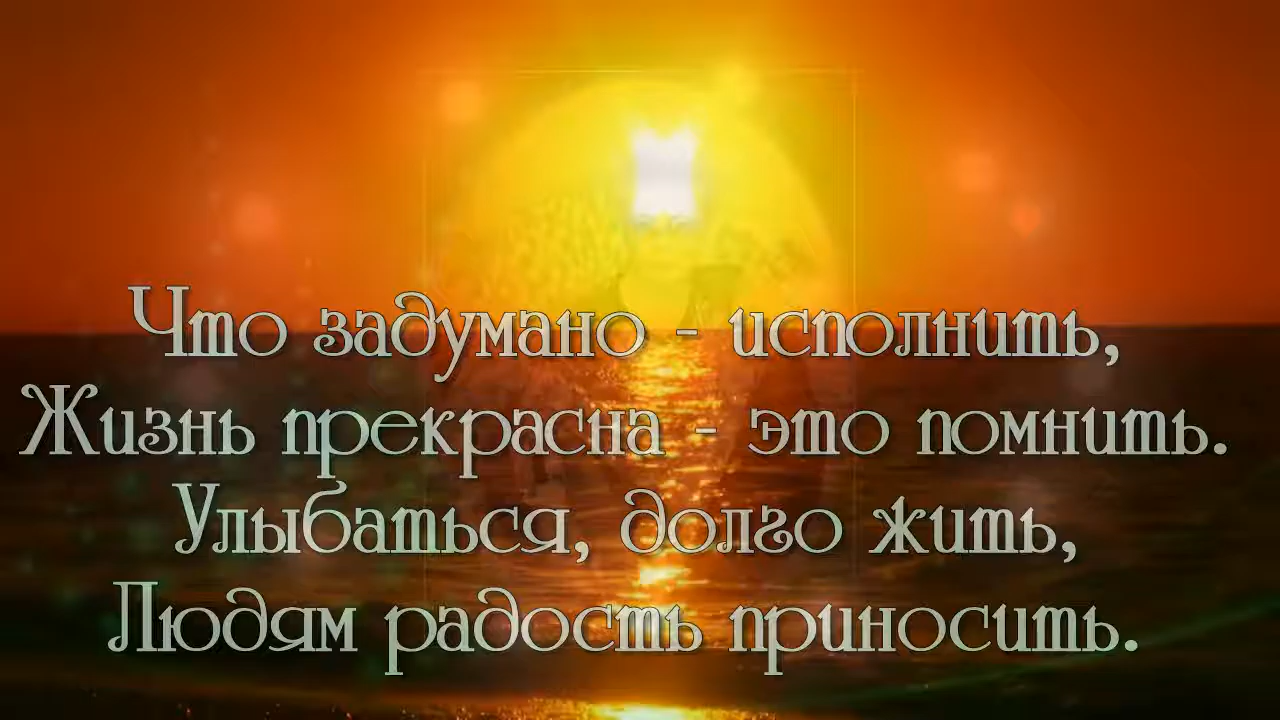 Что задумано - исполнить,
Жизнь прекрасна - это помнить.
Улыбаться, долго жить,
Людям радость приносить.